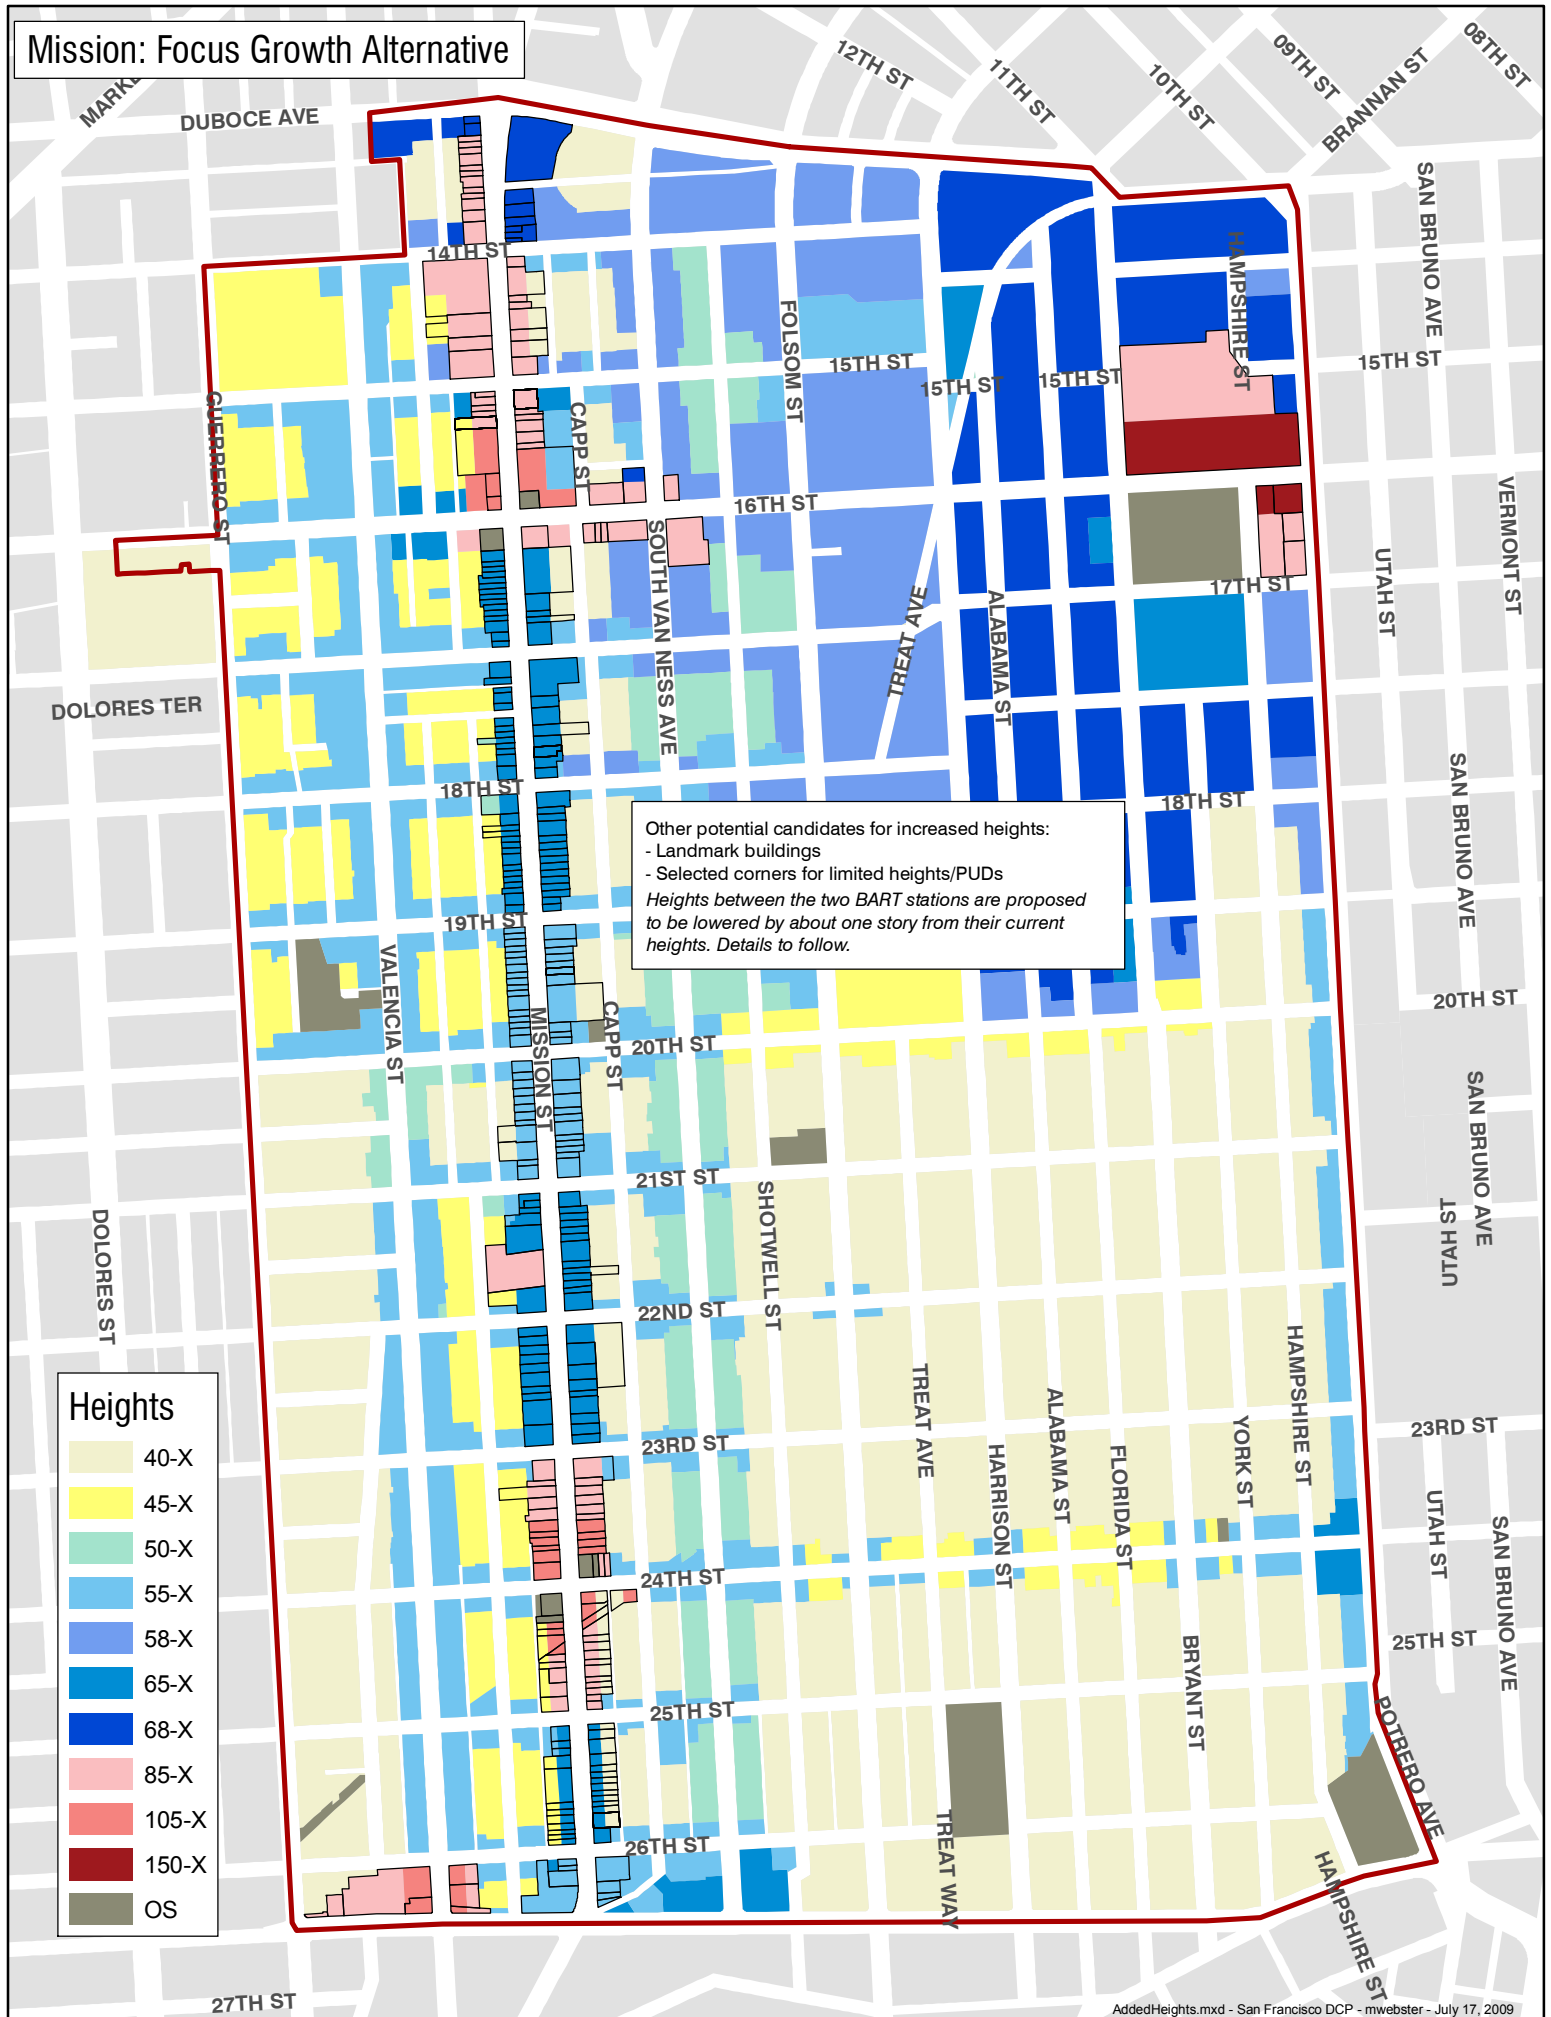 Mission: Focus Growth Alternative
12TH ST
11TH ST
10TH ST
09TH ST
08TH ST
BRANNAN ST
DUBOCE AVE
SAN BRUNO AVE
14TH ST
HAMPSHIRE ST
FOLSOM ST
15TH ST
15TH ST
15TH ST
15TH ST
GUERRERO ST
CAPP ST
16TH ST
SOUTH VAN NESS AVE
VERMONT ST
UTAH ST
17TH ST
TREAT AVE
ALABAMA ST
DOLORES TER
18TH ST
18TH ST
SAN BRUNO AVE
Other potential candidates for increased heights:
- Landmark buildings
- Selected corners for limited heights/PUDs
Heights between the two BART stations are proposed
to be lowered by about one story from their current
heights. Details to follow.
19TH ST
VALENCIA ST
MISSION ST
CAPP ST
20TH ST
20TH ST
SAN BRUNO AVE
21ST ST
SHOTWELL ST
DOLORES ST
UTAH ST
22ND ST
HAMPSHIRE ST
TREAT AVE
ALABAMA ST
HARRISON ST
FLORIDA ST
YORK ST
23RD ST
23RD ST
UTAH ST
SAN BRUNO AVE
24TH ST
25TH ST
BRYANT ST
25TH ST
POTRERO AVE
TREAT WAY
26TH ST
HAMPSHIRE ST
27TH ST
Heights
40-X
45-X
50-X
55-X
58-X
65-X
68-X
85-X
105-X
150-X
OS
AddedHeights.mxd - San Francisco DCP - mwebster - July 17, 2009